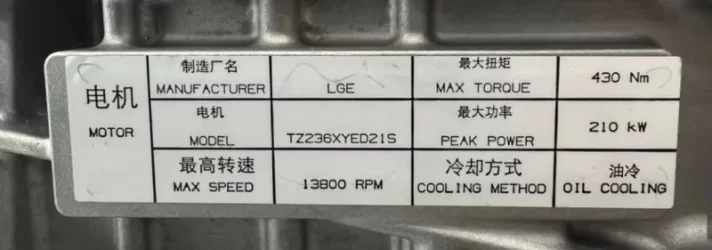 电机
MOTOR
制造厂名
MANUFACTURER
LGE
最大扭矩
MAX TORQUE
430 Nm
电机
MODEL
TZ236XYED21S
最大功率
PEAK POWER
210 kW
最高转速
MAX SPEED
13800 RPM
冷却方式
COOLING METHOD
油冷
OIL COOLING